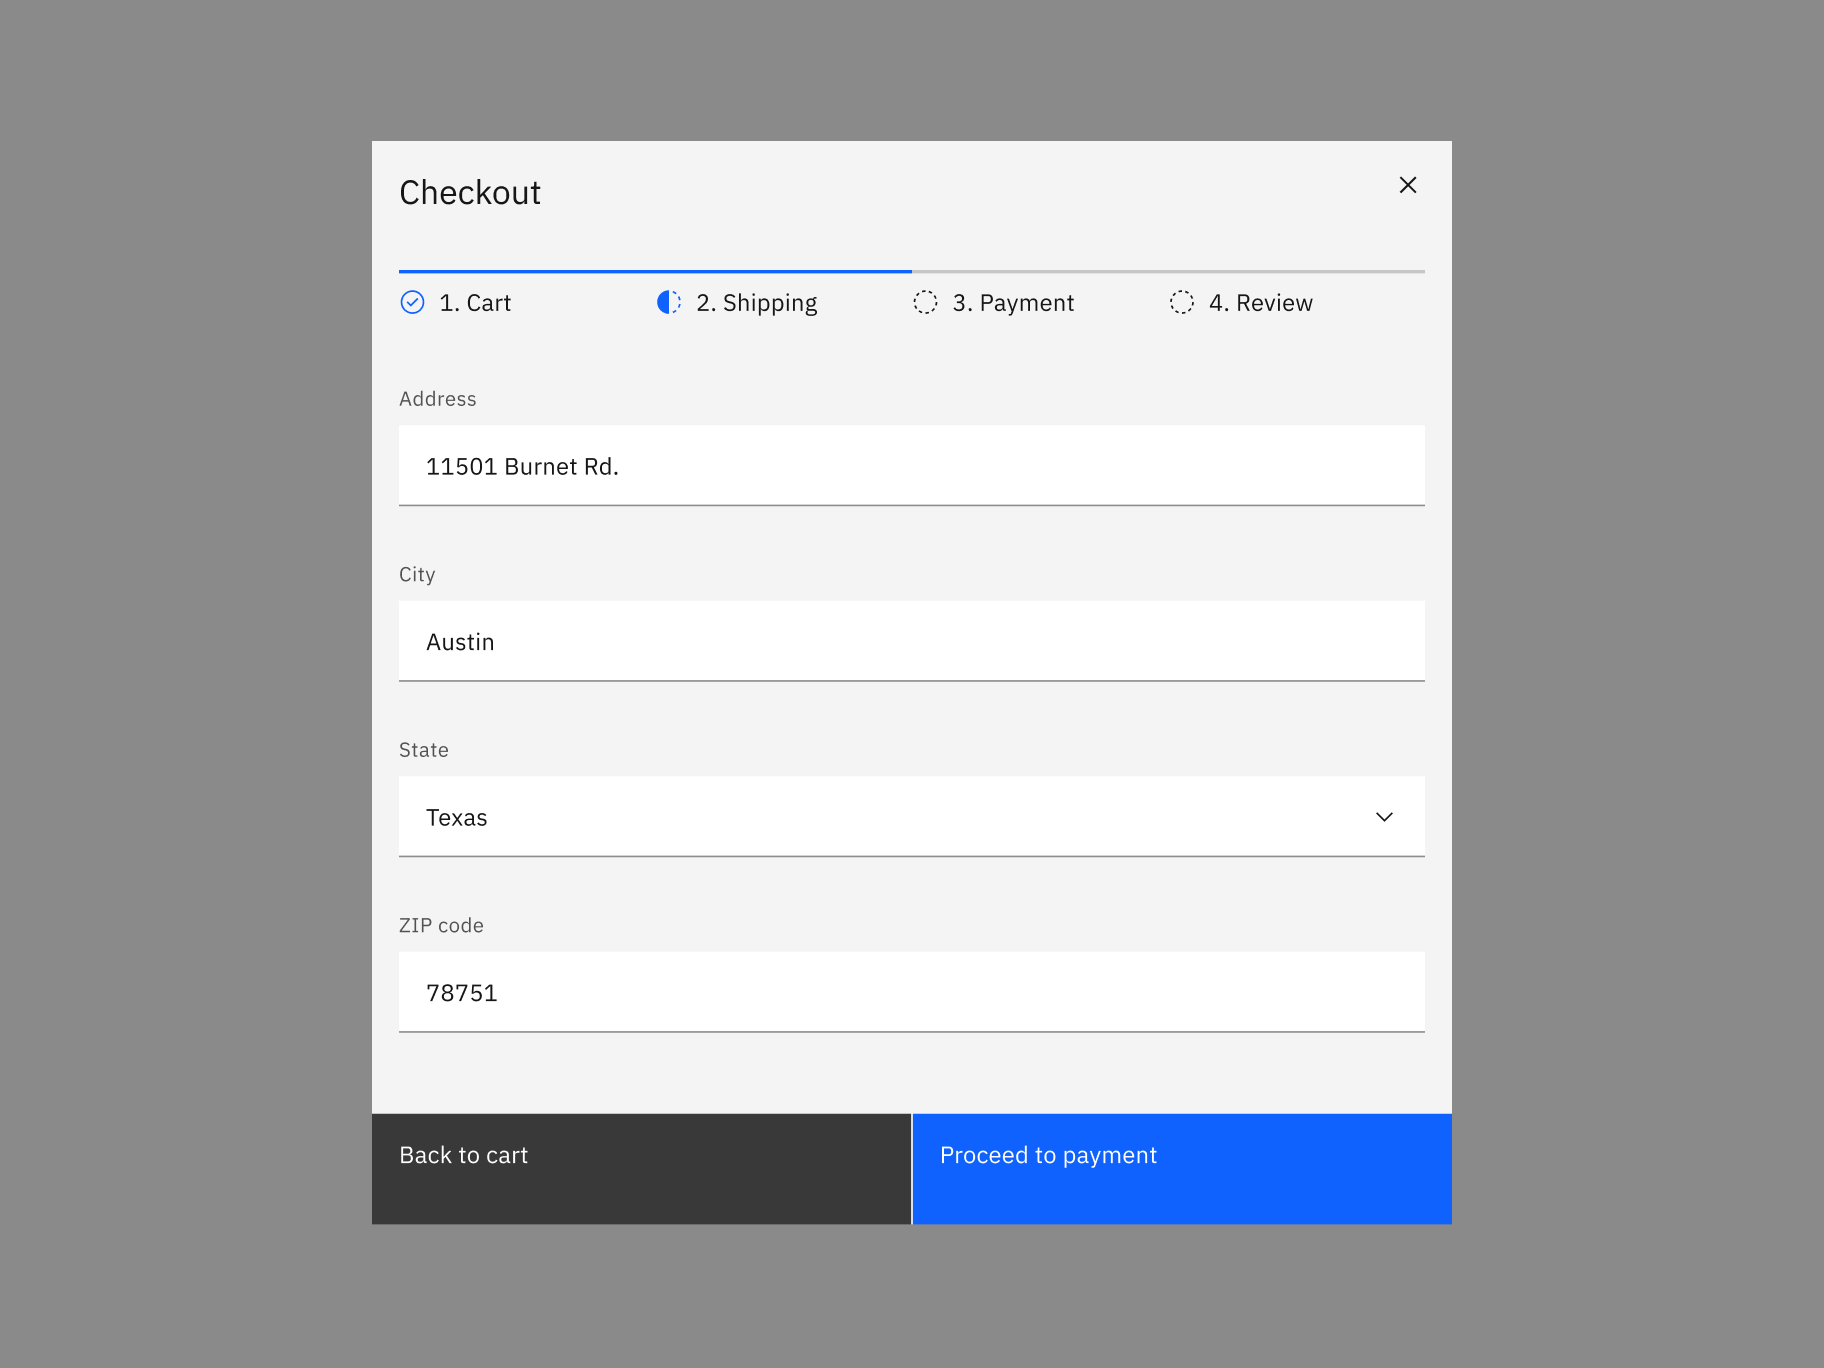 Checkout
1. Cart
2. Shipping
3. Payment
4. Review
Address
11501 Burnet Rd.
City
Austin
State
Texas
ZIP code
78751
Back to cart
Proceed to payment